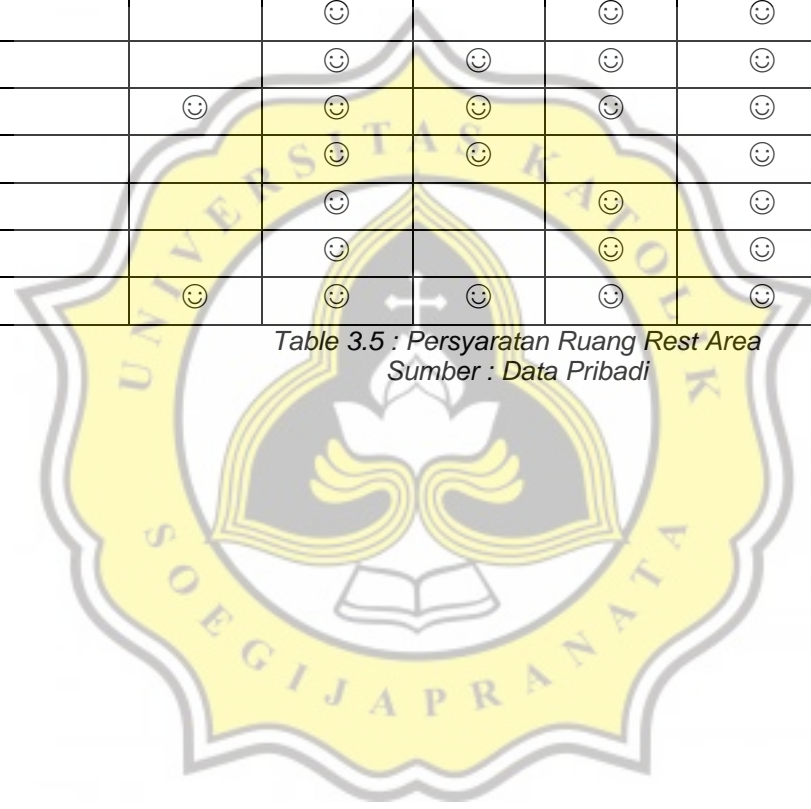 ☺ ☺ ☺
☺ ☺ ☺ ☺
☺ ☺ ☺ ☺ ☺
☺ ☺ ☺
☺ ☺ ☺
☺ ☺ ☺
☺ ☺ ☺ ☺ ☺
Table 3.5 : Persyaratan Ruang Rest Area
Sumber : Data Pribadi
UNIVERSITAS KATOLIK
SOEGIJAPRANATA